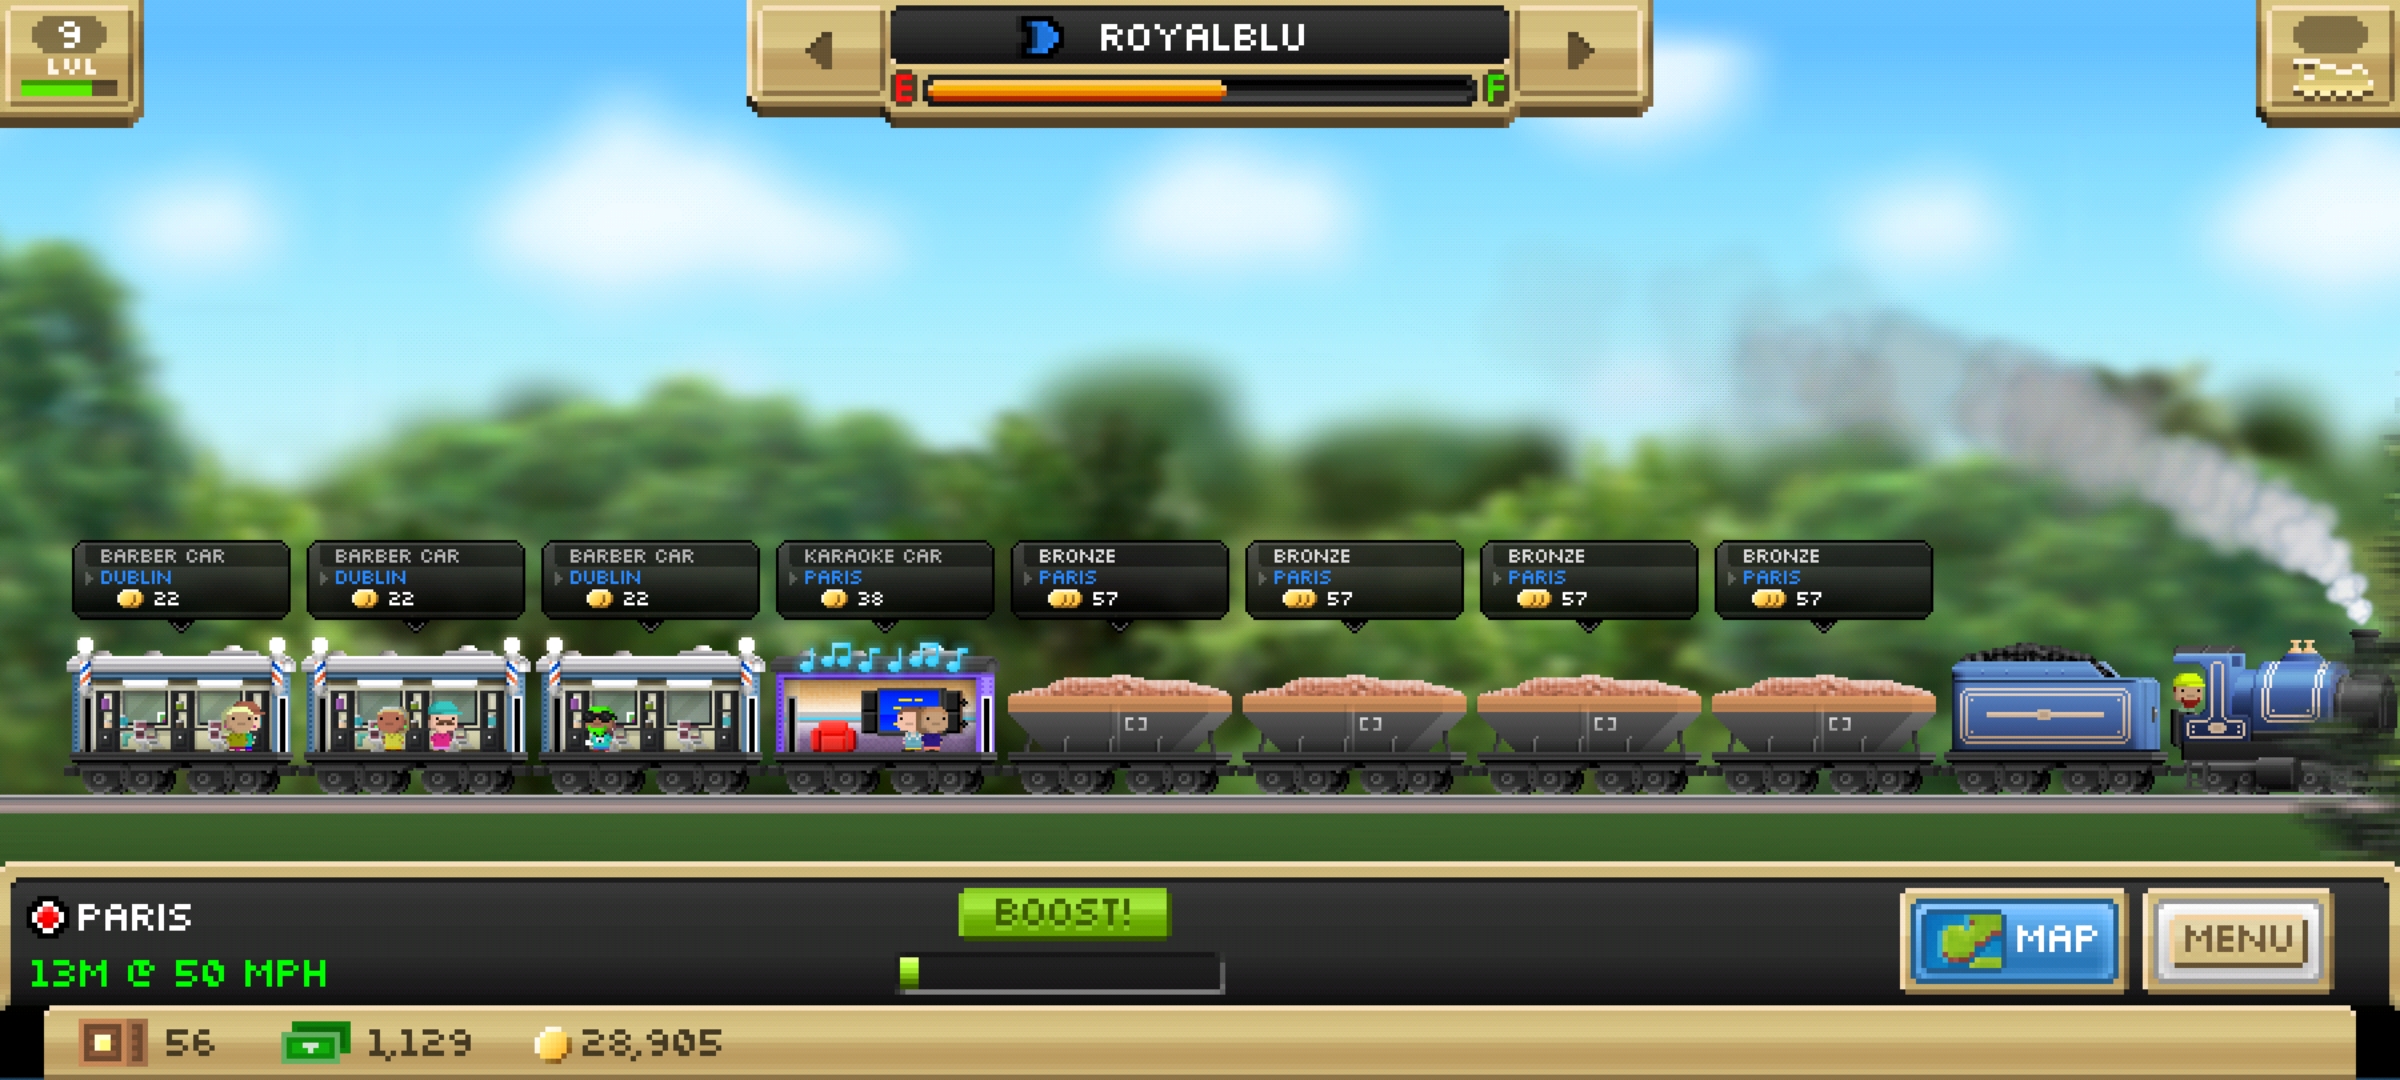 9
LVL
ROYALBLU
E F
BARBER CAR
DUBLIN
22
BARBER CAR
DUBLIN
22
BARBER CAR
DUBLIN
22
KARAOKE CAR
PARIS
38
BRONZE
PARIS
57
BRONZE
PARIS
57
BRONZE
PARIS
57
BRONZE
PARIS
57
PARIS
13M @ 50 MPH
BOOST!
MAP
MENU
56
1,129
28,905